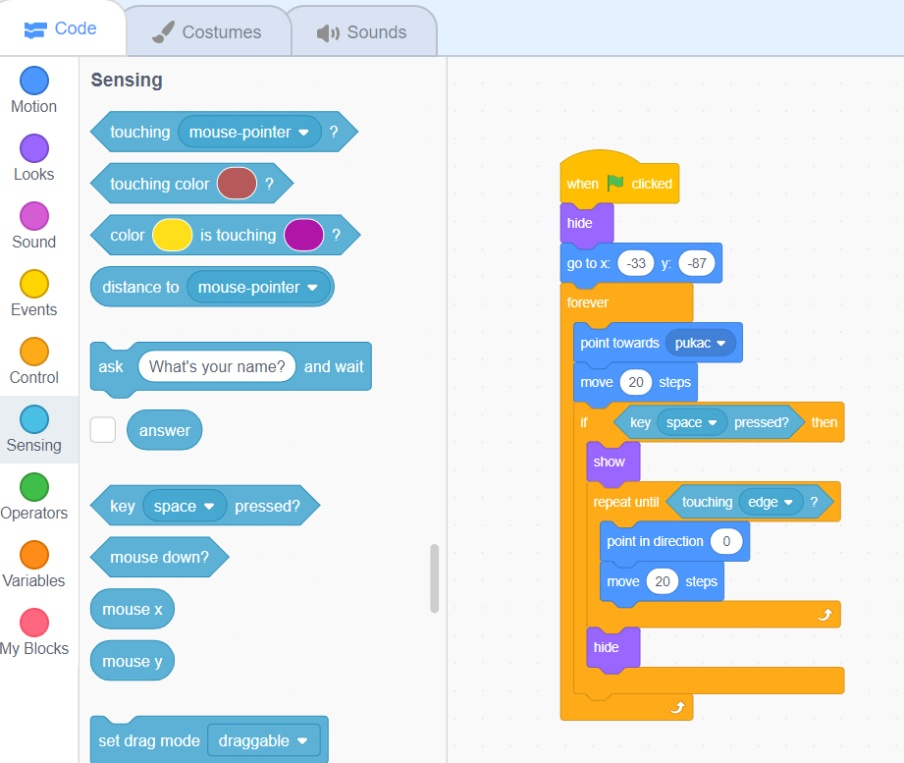 Code
Costumes
Sounds
Motion
Looks
Sound
Events
Control
Sensing
Operators
Variables
My Blocks
Sensing
touching mouse-pointer ?
touching color ?
color is touching ?
distance to mouse-pointer
ask What's your name? and wait
answer
key space pressed?
mouse down?
mouse x
mouse y
set drag mode draggable
when clicked
hide
go to x: -33 y: -87
forever
point towards pukac
move 20 steps
if key space pressed? then
show
repeat until touching edge ?
point in direction 0
move 20 steps
hide